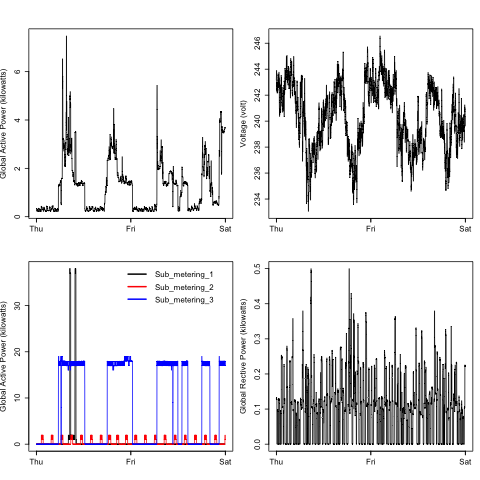 Global Active Power (kilowatts)
0 2 4 6
Thu Fri Sat
Voltage (volt)
234 236 238 240 242 244 246
Thu Fri Sat
Global Active Power (kilowatts)
0 10 20 30
Sub_metering_1
Sub_metering_2
Sub_metering_3
Thu Fri Sat
Global Rective Power (kilowatts)
0.0 0.1 0.2 0.3 0.4 0.5
Thu Fri Sat